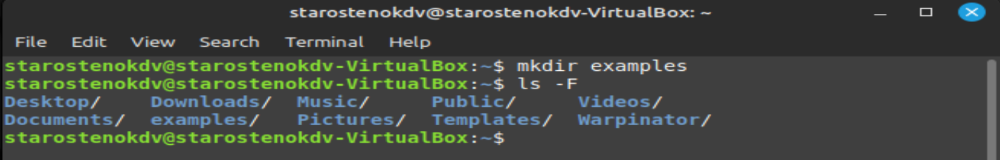 starostenokdv@starostenokdv-VirtualBox: ~
File Edit View Search Terminal Help
starostenokdv@starostenokdv-VirtualBox:~$ mkdir examples
starostenokdv@starostenokdv-VirtualBox:~$ ls -F
Desktop/ Downloads/ Music/ Public/ Videos/
Documents/ examples/ Pictures/ Templates/ Warpinator/
starostenokdv@starostenokdv-VirtualBox:~$